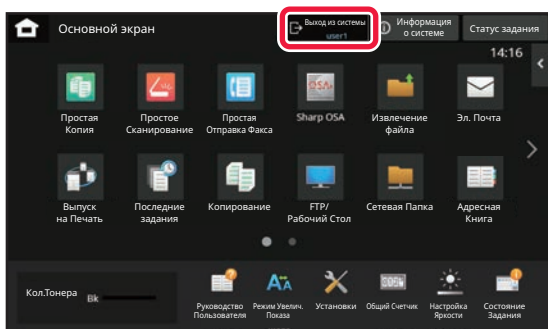 Основной экран
Выход из системы
user1
Информация
о системе
Статус задания
14:16
Простая
Копия
Простое
Сканирование
Простая
Отправка Факса
OSA
Sharp OSA
Извлечение
файла
Эл. Почта
Выпуск
на Печать
Последние
задания
Копирование
FTP/
Рабочий Стол
Сетевая Папка
Адресная
Книга
Кол.Тонера
Bk
Руководство
Пользователя
Режим Увелич.
Показа
Установки
Общий Счетчик
Настройка
Яркости
Состояние
Задания